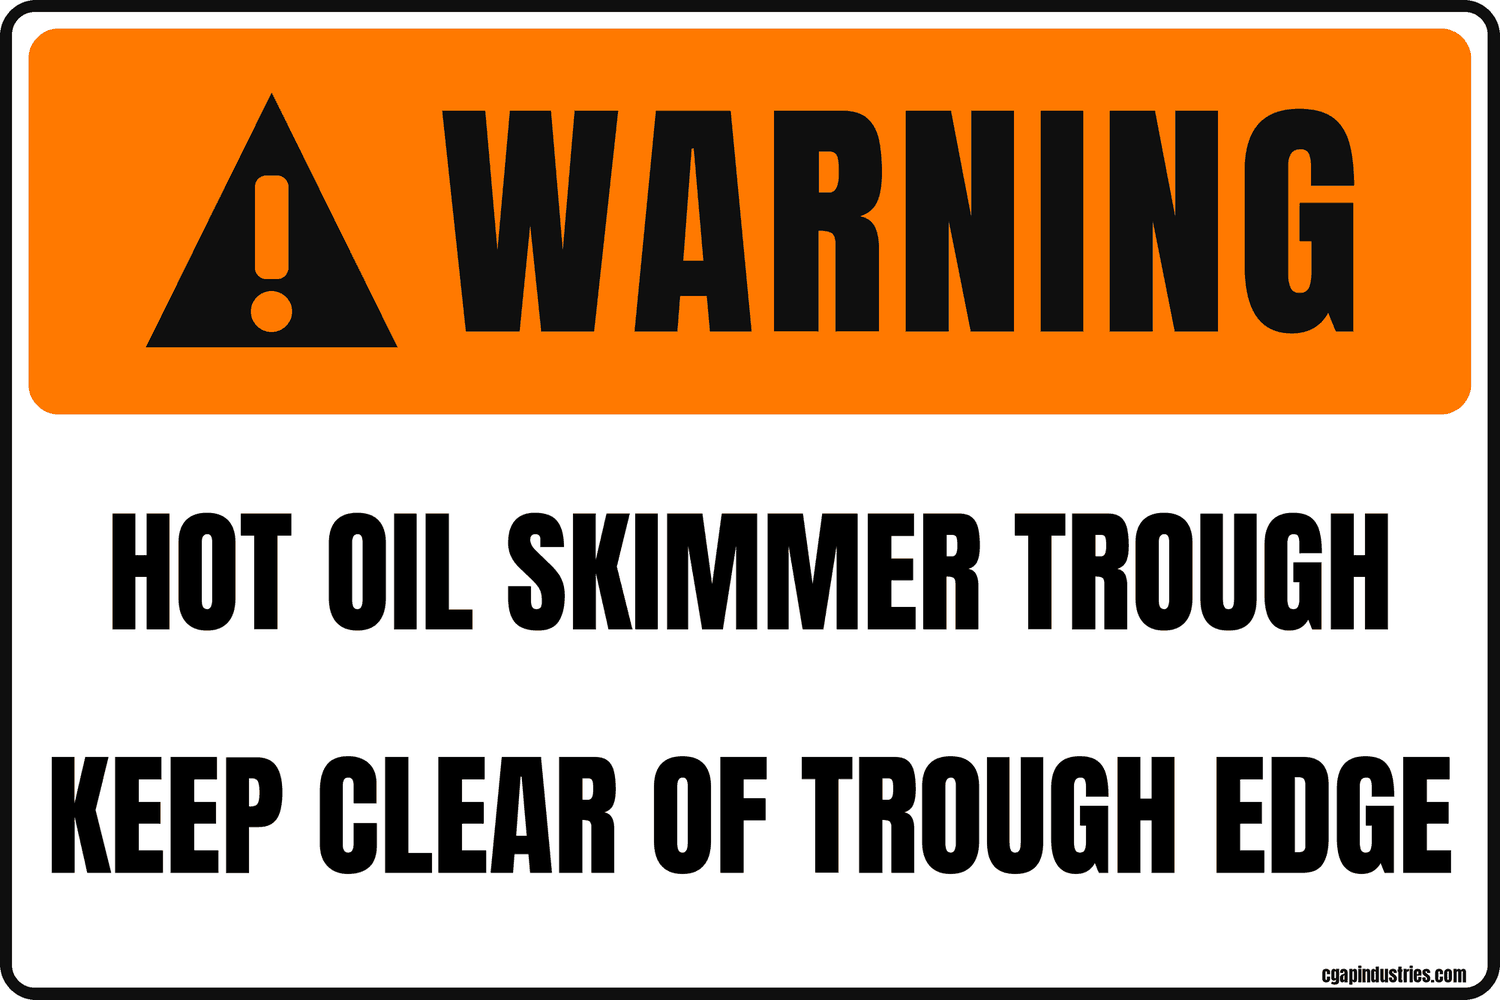 WARNING
HOT OIL SKIMMER TROUGH
KEEP CLEAR OF TROUGH EDGE
cgapindustries.com